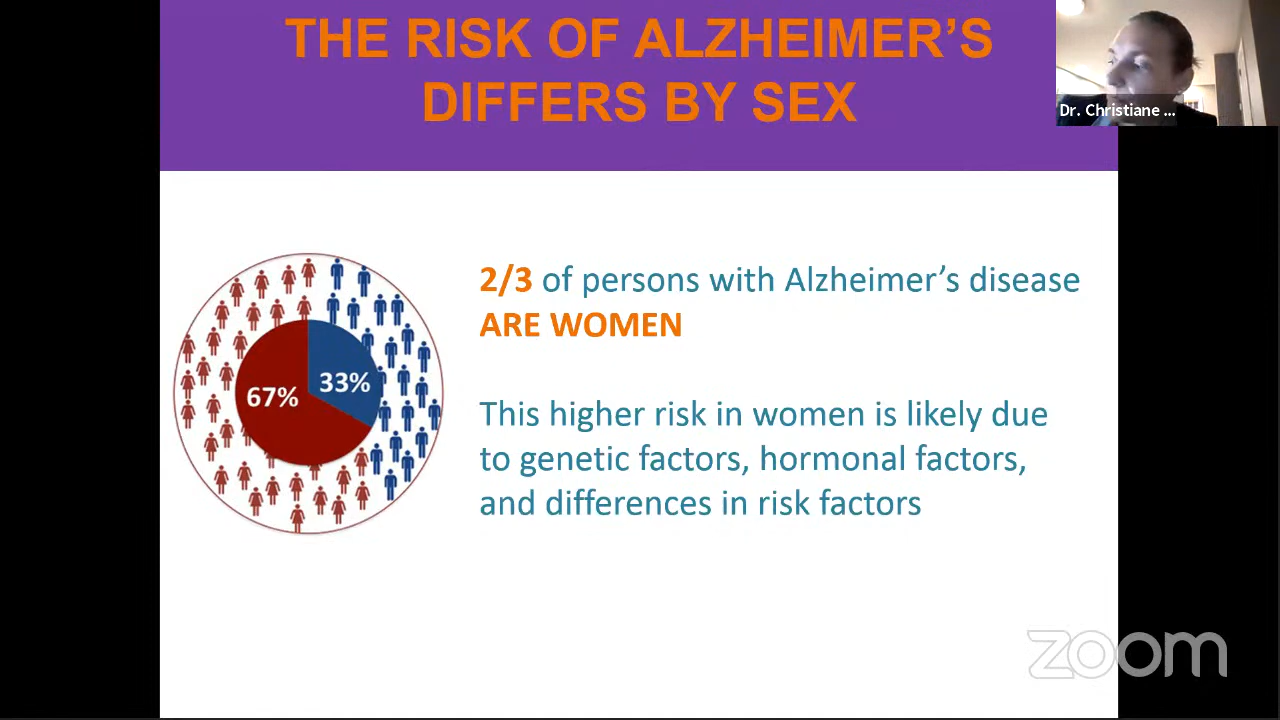 THE RISK OF ALZHEIMER’S
DIFFERS BY SEX
Dr. Christiane ...
2/3 of persons with Alzheimer’s disease
ARE WOMEN
67%
33%
This higher risk in women is likely due
to genetic factors, hormonal factors,
and differences in risk factors
zoom